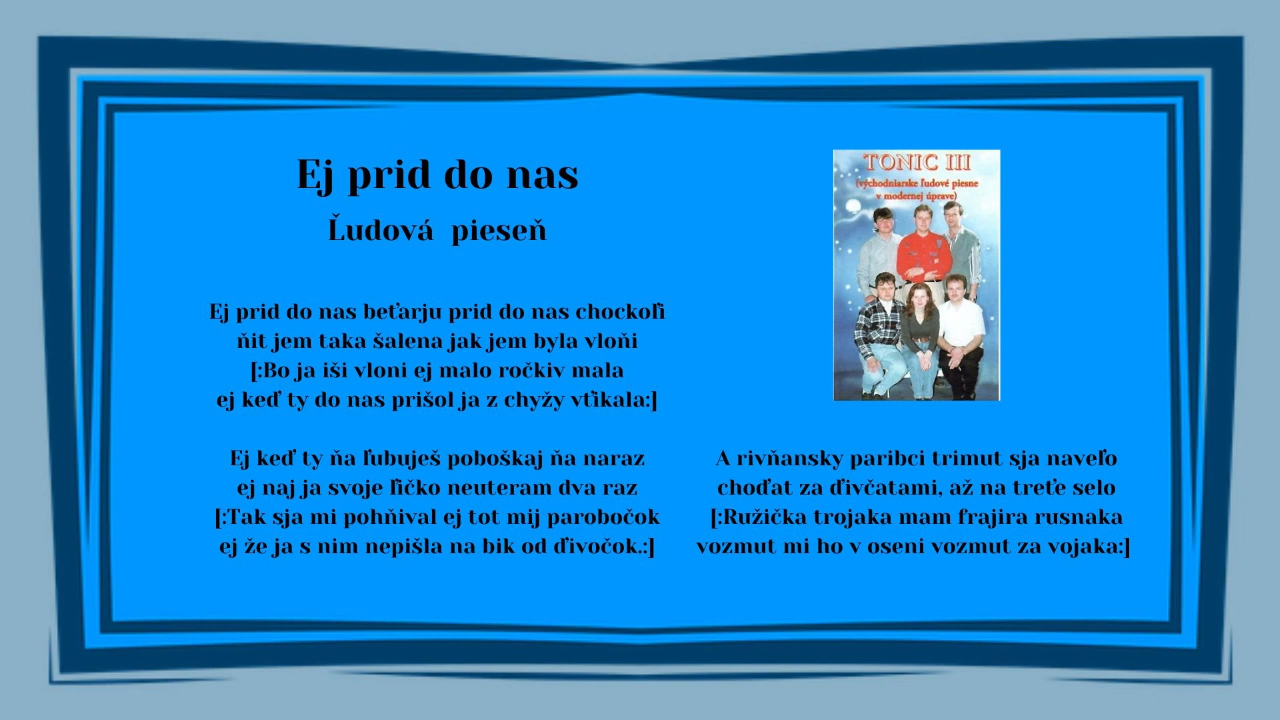 Ej prid do nas
Ľudová pieseň
Ej prid do nas beťarju prid do nas chockoľi
ňit jem taka šalena jak jem byla vloňi
[:Bo ja iši vloni ej malo ročkiv mala
ej keď ty do nas prišol ja z chyžy vťikala:]
Ej keď ty ňa ľubuješ poboškaj ňa naraz
ej naj ja svoje ľičko neuteram dva raz
[:Tak sja mi pohňival ej tot mij parobočok
ej že ja s nim nepišla na bik od ďivočok.:]
TONIC III
(východniarske ľudové piesne
v modernej úprave)
A rivňansky paribci trimut sja naveľo
choďat za ďivčatami, až na treťe selo
[:Ružička trojaka mam frajira rusnaka
vozmut mi ho v oseni vozmut za vojaka:]